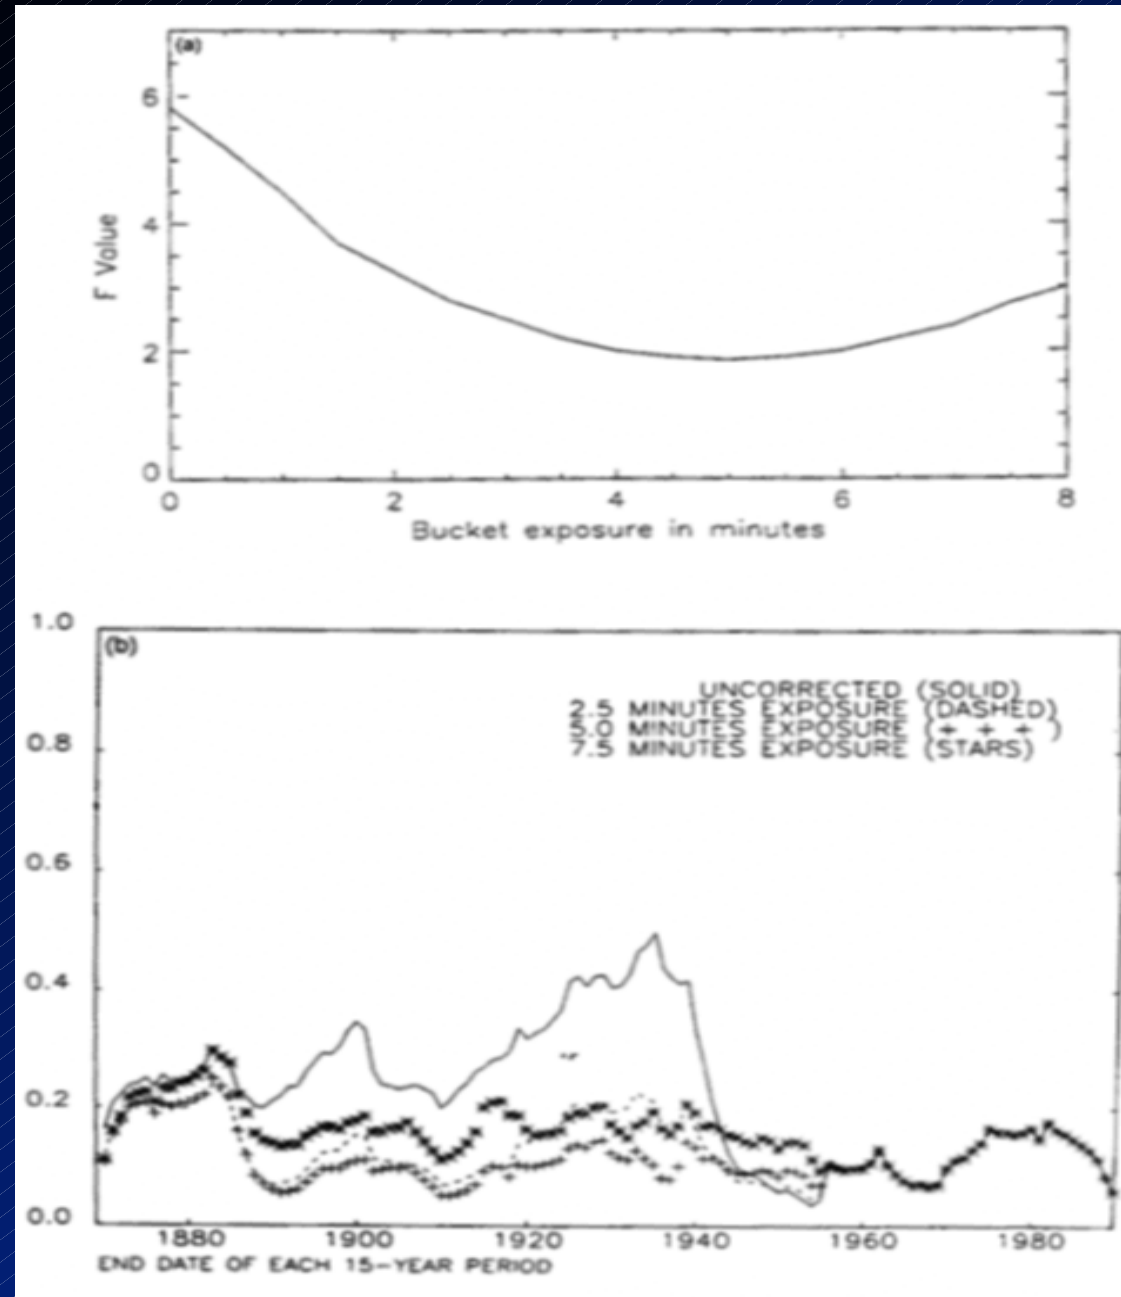 (a)
6
4
2
0
F Value
0 2 4 6 8
Bucket exposure in minutes
1.0
(b)
UNCORRECTED (SOLID)
2.5 MINUTES EXPOSURE (DASHED)
5.0 MINUTES EXPOSURE (+ + + )
7.5 MINUTES EXPOSURE (STARS)
0.8
0.6
0.4
0.2
0.0
1880 1900 1920 1940 1960 1980
END DATE OF EACH 15-YEAR PERIOD